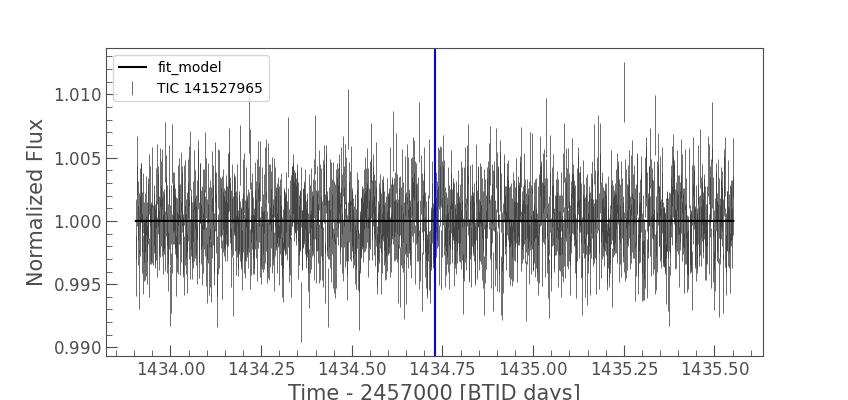 fit_model
TIC 141527965
Normalized Flux
1.010
1.005
1.000
0.995
0.990
1434.00 1434.25 1434.50 1434.75 1435.00 1435.25 1435.50
Time - 2457000 [BTJD days]